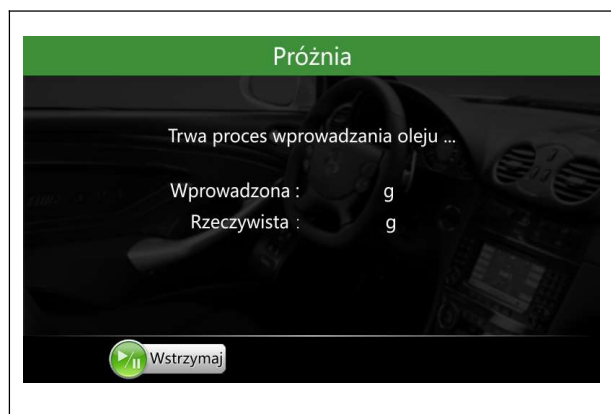 Próżnia
Trwa proces wprowadzania oleju ...
Wprowadzona : g
Rzeczywista : g
Wstrzymaj